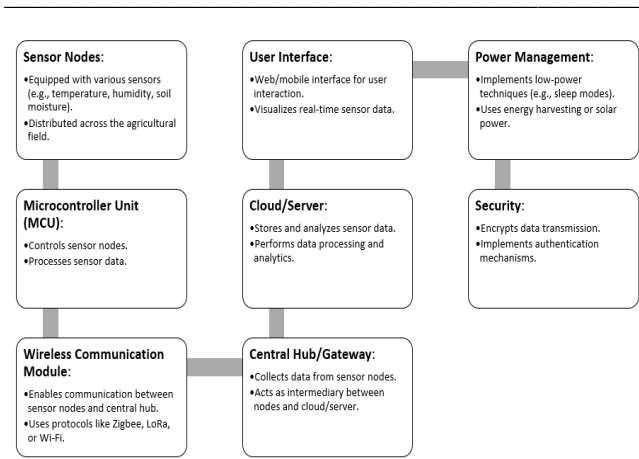 Sensor Nodes:
•Equipped with various sensors
(e.g., temperature, humidity, soil
moisture).
•Distributed across the agricultural
field.
Microcontroller Unit
(MCU):
•Controls sensor nodes.
•Processes sensor data.
Wireless Communication
Module:
•Enables communication between
sensor nodes and central hub.
•Uses protocols like Zigbee, LoRa,
or Wi-Fi.
Central Hub/Gateway:
•Collects data from sensor nodes.
•Acts as intermediary between
nodes and cloud/server.
Cloud/Server:
•Stores and analyzes sensor data.
•Performs data processing and
analytics.
User Interface:
•Web/mobile interface for user
interaction.
•Visualizes real-time sensor data.
Power Management:
•Implements low-power
techniques (e.g., sleep modes).
•Uses energy harvesting or solar
power.
Security:
•Encrypts data transmission.
•Implements authentication
mechanisms.